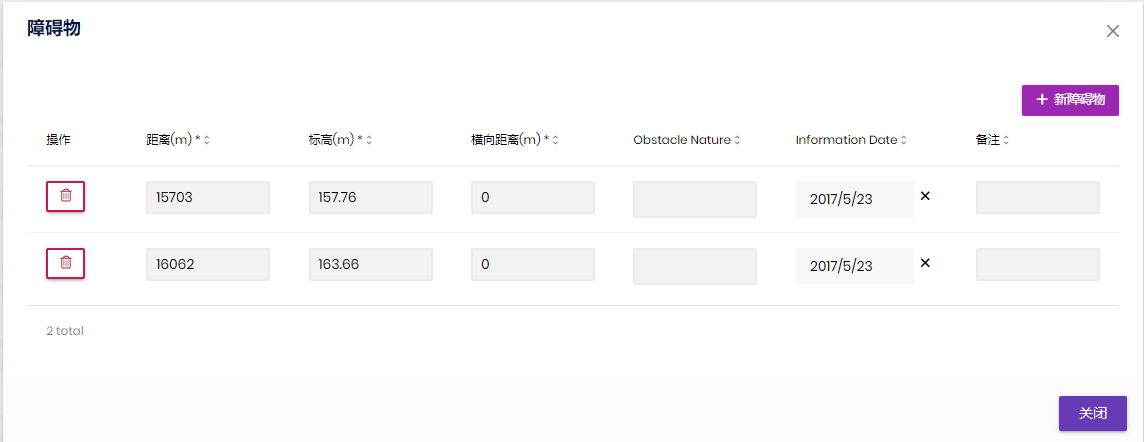 障碍物
新障碍物
操作 距离(m) * 标高(m) * 横向距离(m) * Obstacle Nature Information Date 备注
15703 157.76 0 2017/5/23
16062 163.66 0 2017/5/23
2 total
关闭